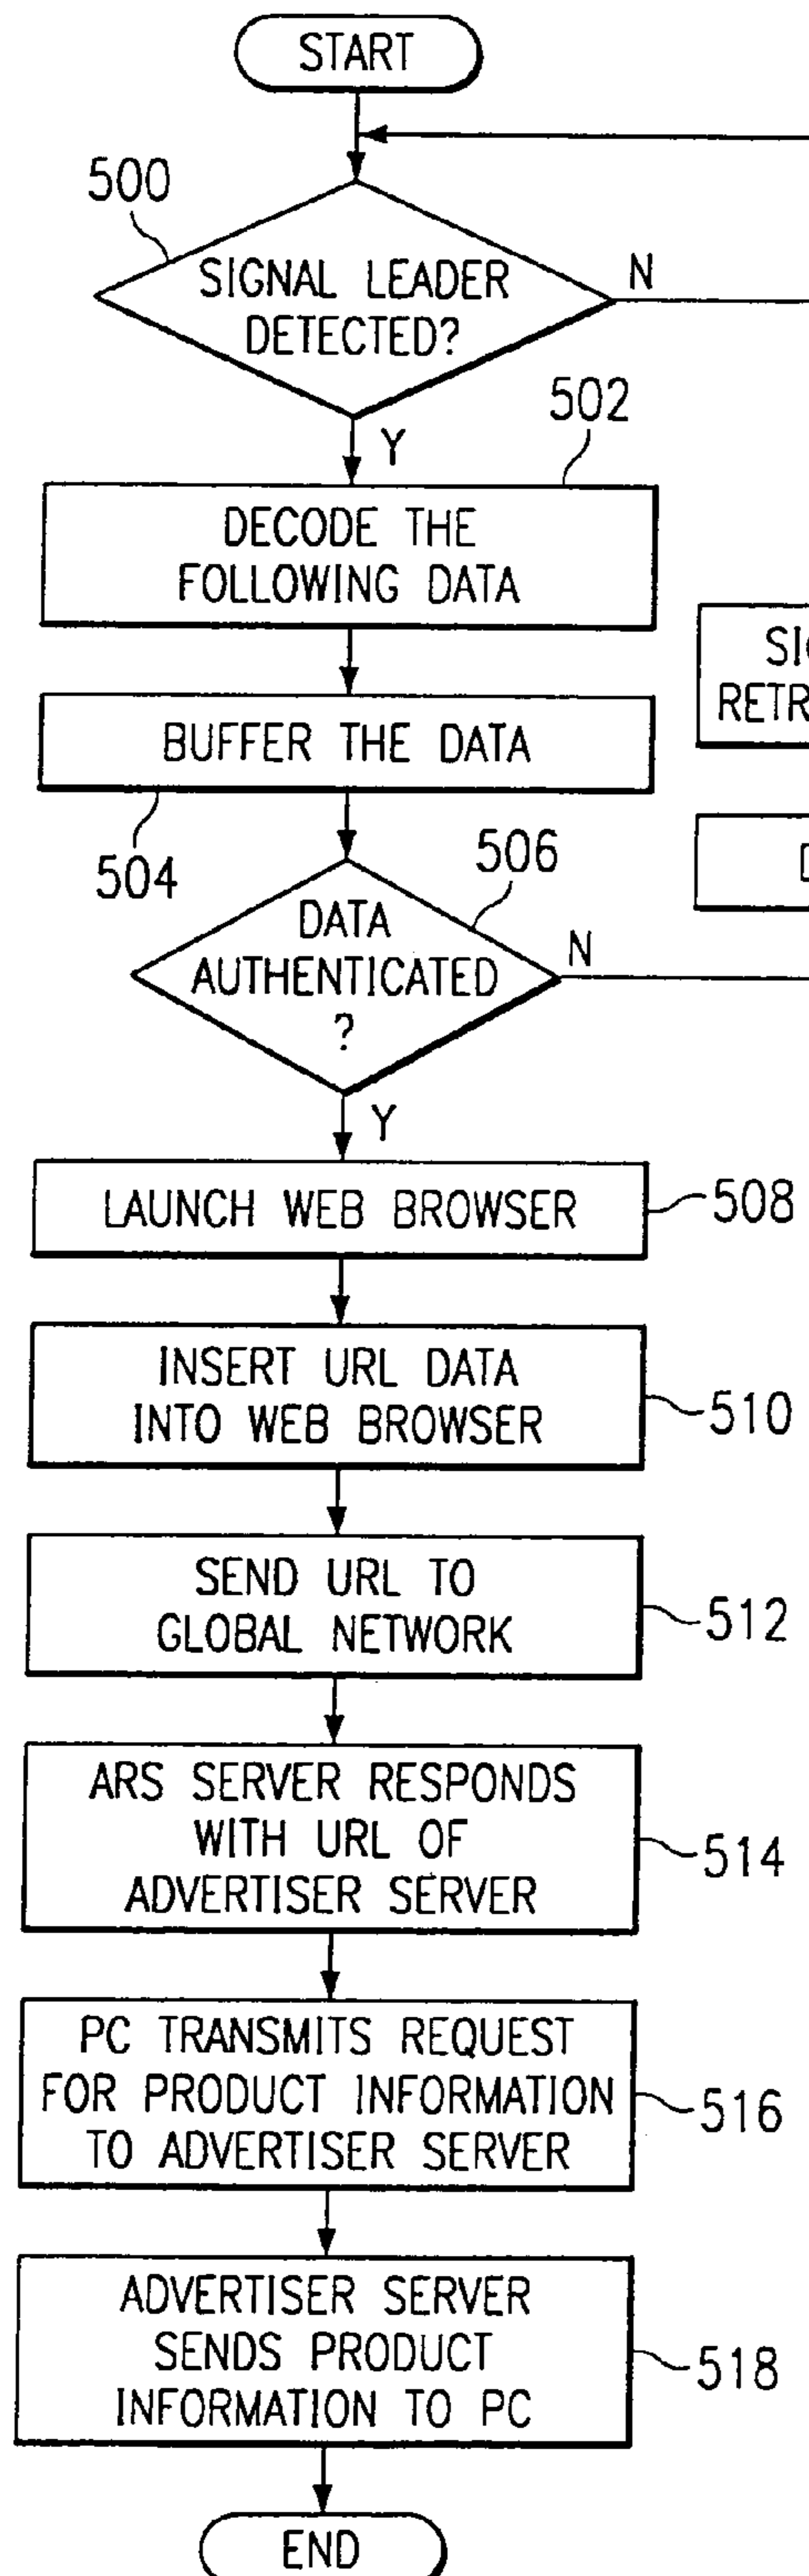 START
500
SIGNAL LEADER
DETECTED?
N
Y
502
DECODE THE
FOLLOWING DATA
BUFFER THE DATA
504
506
DATA
AUTHENTICATED
?
N
Y
LAUNCH WEB BROWSER
508
INSERT URL DATA
INTO WEB BROWSER
510
SEND URL TO
GLOBAL NETWORK
512
ARS SERVER RESPONDS
WITH URL OF
ADVERTISER SERVER
514
PC TRANSMITS REQUEST
FOR PRODUCT INFORMATION
TO ADVERTISER SERVER
516
ADVERTISER SERVER
SENDS PRODUCT
INFORMATION TO PC
518
END